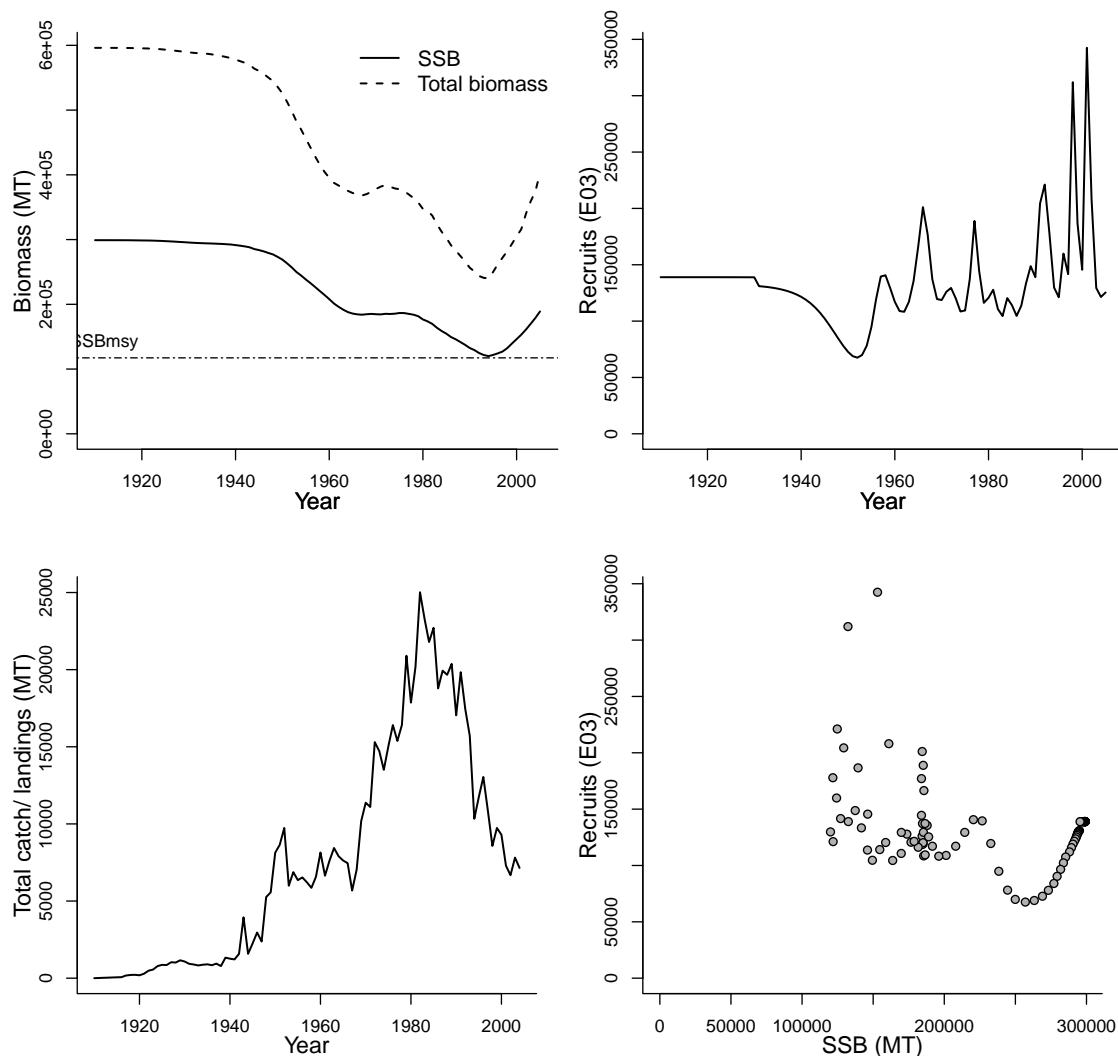 Biomass (MT)
0e+00 2e+05 4e+05 6e+05
SSB
Total biomass
SSBmsy
1920 1940 1960 1980 2000
Year
Recruits (E03)
0 50000 150000 250000 350000
1920 1940 1960 1980 2000
Year
Total catch/ landings (MT)
0 5000 10000 15000 20000 25000
1920 1940 1960 1980 2000
Year
Recruits (E03)
0 50000 150000 250000 350000
0 50000 100000 200000 300000
SSB (MT)